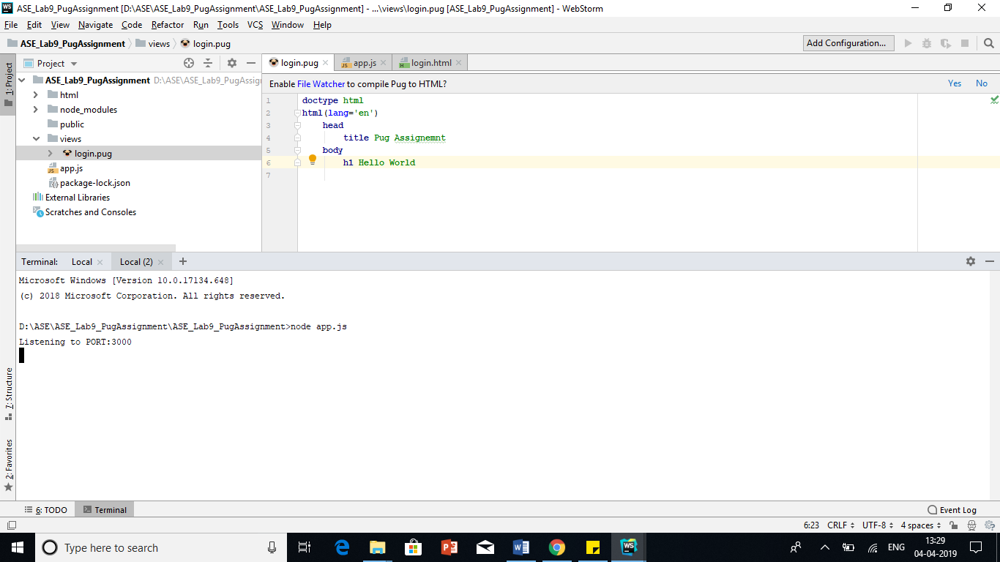 ASE_Lab9_PugAssignment [D:\ASE\ASE_Lab9_PugAssignment\ASE_Lab9_PugAssignment] - ...\views\login.pug [ASE_Lab9_PugAssignment] - WebStorm
File Edit View Navigate Code Refactor Run Tools VCS Window Help
ASE_Lab9_PugAssignment views login.pug Add Configuration...
1: Project
Project
ASE_Lab9_PugAssignment D:\ASE\ASE_Lab9_PugAssig
html
node_modules
public
views
login.pug
app.js
package-lock.json
External Libraries
Scratches and Consoles
login.pug app.js login.html
Enable File Watcher to compile Pug to HTML? Yes No
1 doctype html
2 html(lang='en')
3 head
4 title Pug Assignemnt
5 body
6 h1 Hello World
7
Terminal: Local Local (2) +
Microsoft Windows [Version 10.0.17134.648]
(c) 2018 Microsoft Corporation. All rights reserved.
D:\ASE\ASE_Lab9_PugAssignment\ASE_Lab9_PugAssignment>node app.js
Listening to PORT:3000
7: Structure
2: Favorites
6: TODO Terminal Event Log
6:23 CRLF UTF-8 4 spaces
Type here to search
ENG
13:29
04-04-2019